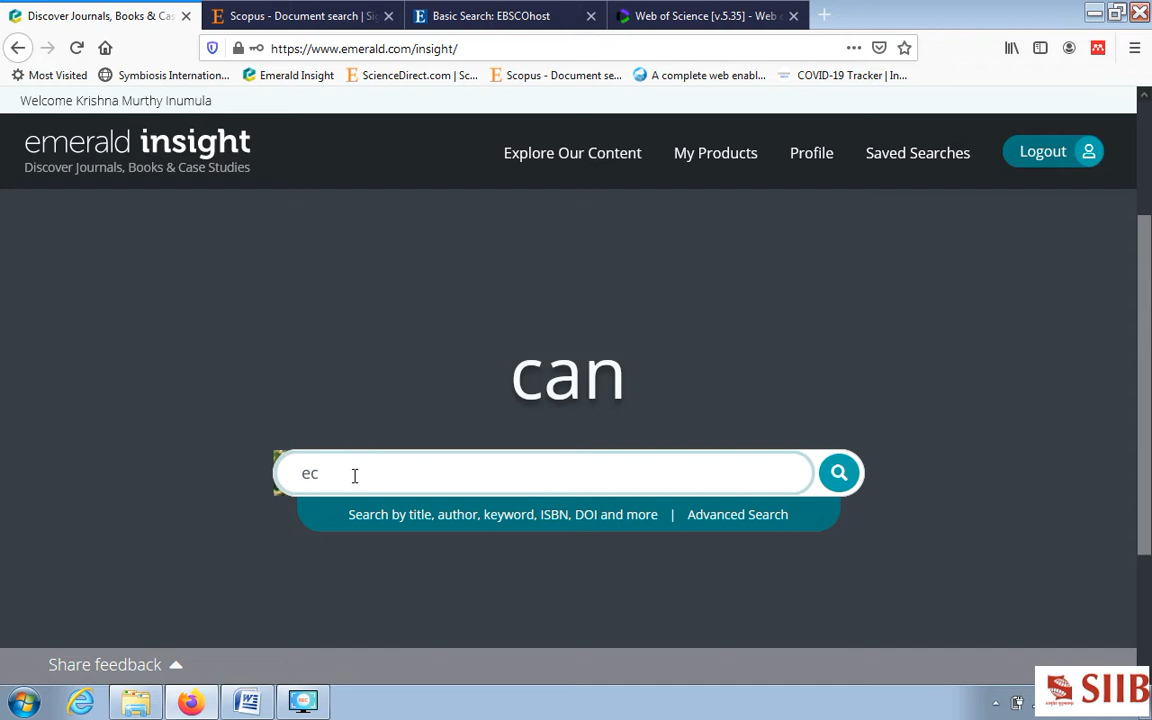 Discover Journals, Books & Cas
Scopus - Document search | Si
Basic Search: EBSCOhost
Web of Science [v.5.35] - Web
https://www.emerald.com/insight/
Most Visited
Symbiosis Internation...
Emerald Insight
ScienceDirect.com | Sc...
Scopus - Document se...
A complete web enabl...
COVID-19 Tracker | In...
Welcome Krishna Murthy Inumula
emerald insight
Discover Journals, Books & Case Studies
Explore Our Content
My Products
Profile
Saved Searches
Logout
can
ec
Search by title, author, keyword, ISBN, DOI and more | Advanced Search
Share feedback
SIIB